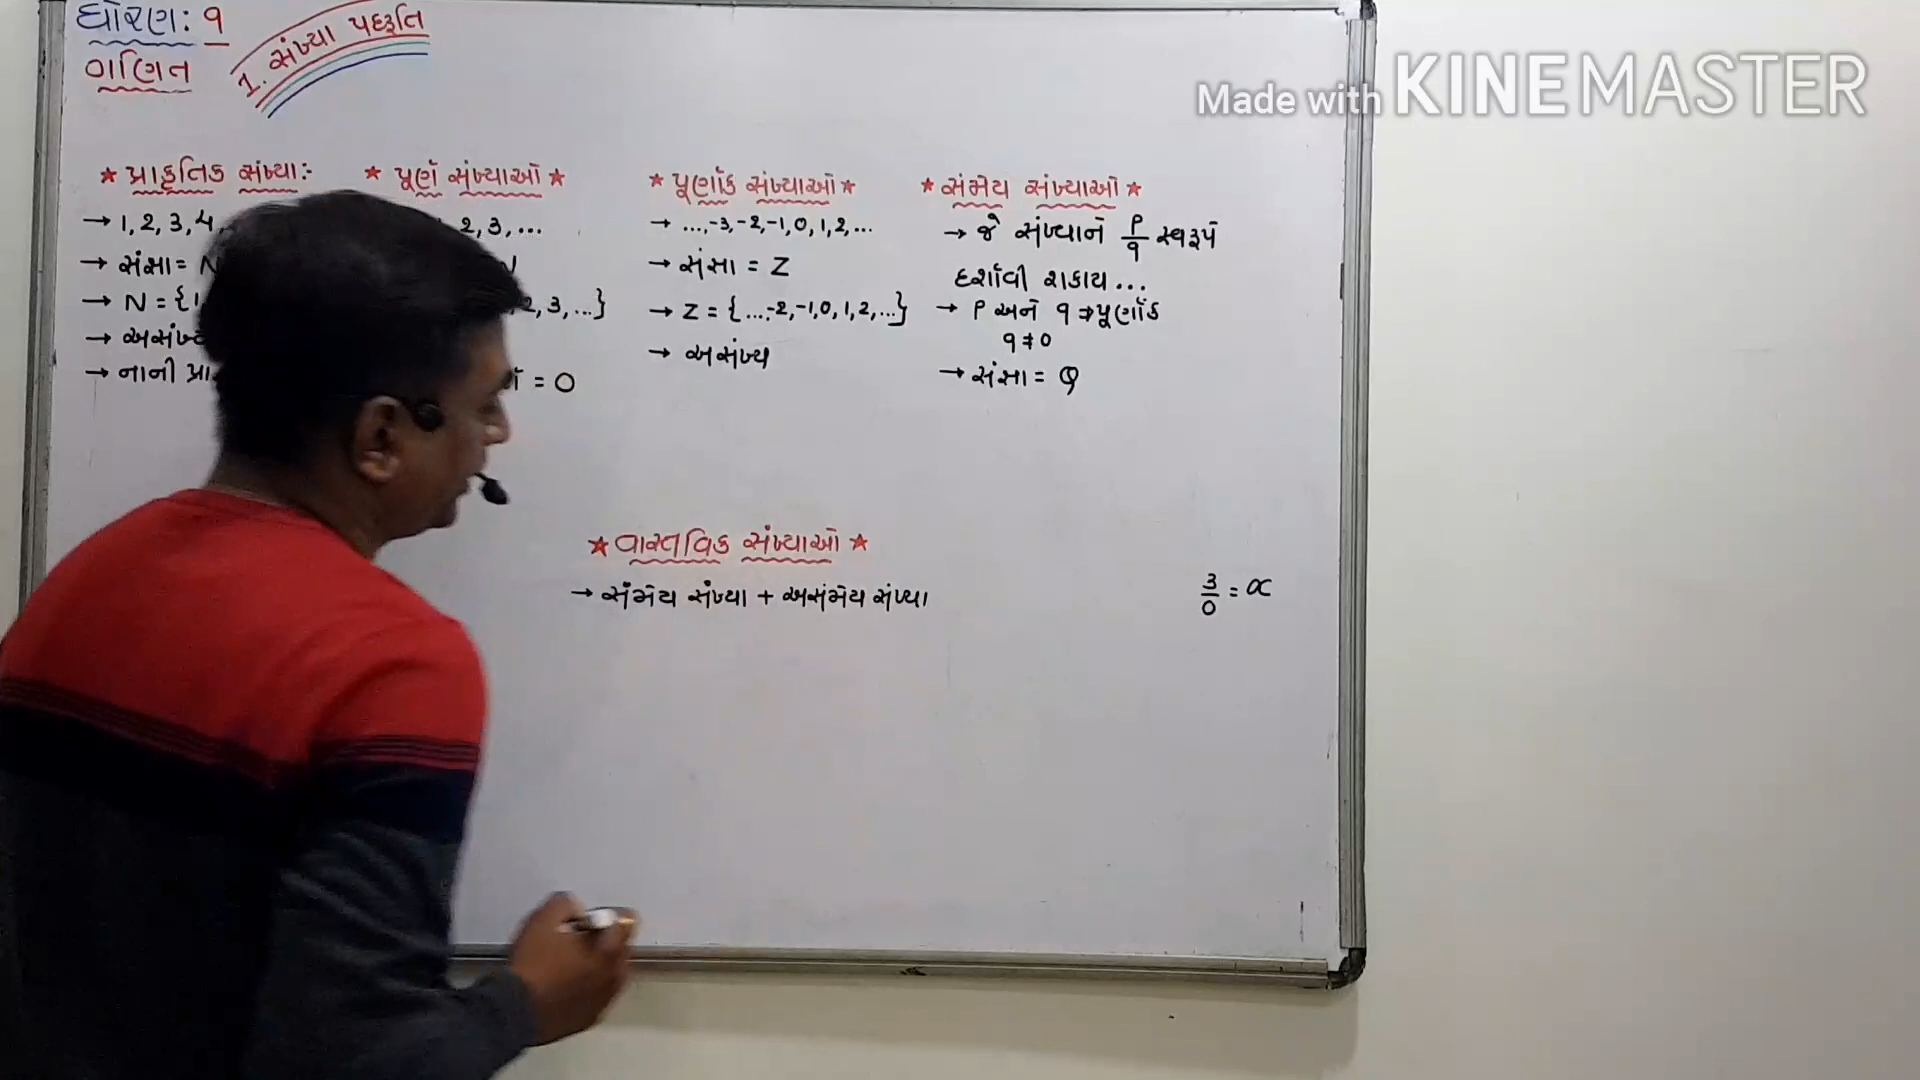 ધોરણ: ૧
ગણિત
1. સંખ્યા પદ્ધતિ
Made with KINEMASTER
★ પ્રાકૃતિક સંખ્યા:-
→ 1, 2, 3, 4,
→ સંજ્ઞા = N
→ N = {1,
→ અસંખ્ય
→ નાની
★ પૂર્ણ સંખ્યાઓ ★
2, 3, ...
2, 3, ...}
= 0
★ પૂર્ણાંક સંખ્યાઓ ★
→ ...,-3,-2,-1,0,1,2,...
→ સંજ્ઞા = Z
→ Z = {...-2,-1,0,1,2,...}
→ અસંખ્ય
★ સંમેય સંખ્યાઓ ★
→ જે સંખ્યાને P/q સ્વરૂપે
દર્શાવી શકાય...
→ P અને q → પૂર્ણાંક
q ≠ 0
→ સંજ્ઞા = Q
★ વાસ્તવિક સંખ્યાઓ ★
→ સંમેય સંખ્યા + અસંમેય સંખ્યા
3/0 = ∝